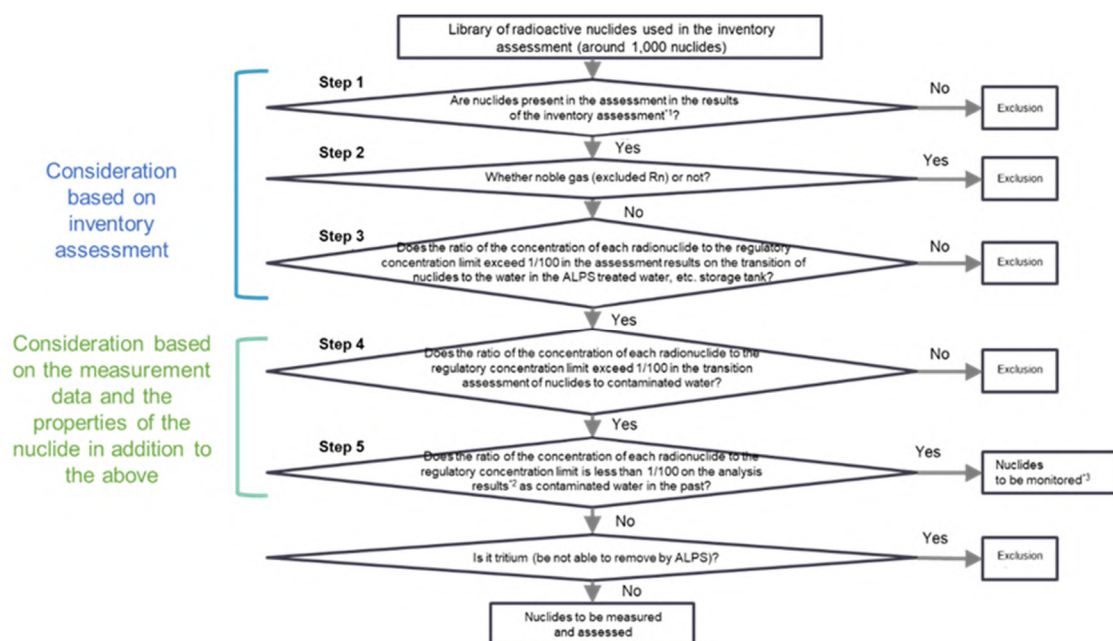 Library of radioactive nuclides used in the inventory
assessment (around 1,000 nuclides)
Step 1
Are nuclides present in the assessment in the results
of the inventory assessment*1?
No
Exclusion
Yes
Step 2
Whether noble gas (excluded Rn) or not?
Yes
Exclusion
No
Consideration
based on
inventory
assessment
Step 3
Does the ratio of the concentration of each radionuclide to the regulatory
concentration limit exceed 1/100 in the assessment results on the transition of
nuclides to the water in the ALPS treated water, etc. storage tank?
No
Exclusion
Yes
Consideration based
on the measurement
data and the
properties of the
nuclide in addition to
the above
Step 4
Does the ratio of the concentration of each radionuclide to the
regulatory concentration limit exceed 1/100 in the transition
assessment of nuclides to contaminated water?
No
Exclusion
Yes
Step 5
Does the ratio of the concentration of each radionuclide to the
regulatory concentration limit is less than 1/100 on the analysis
results*2 as contaminated water in the past?
Yes
Nuclides
to be monitored*3
No
Is it tritium (be not able to remove by ALPS)?
Yes
Exclusion
No
Nuclides to be measured
and assessed